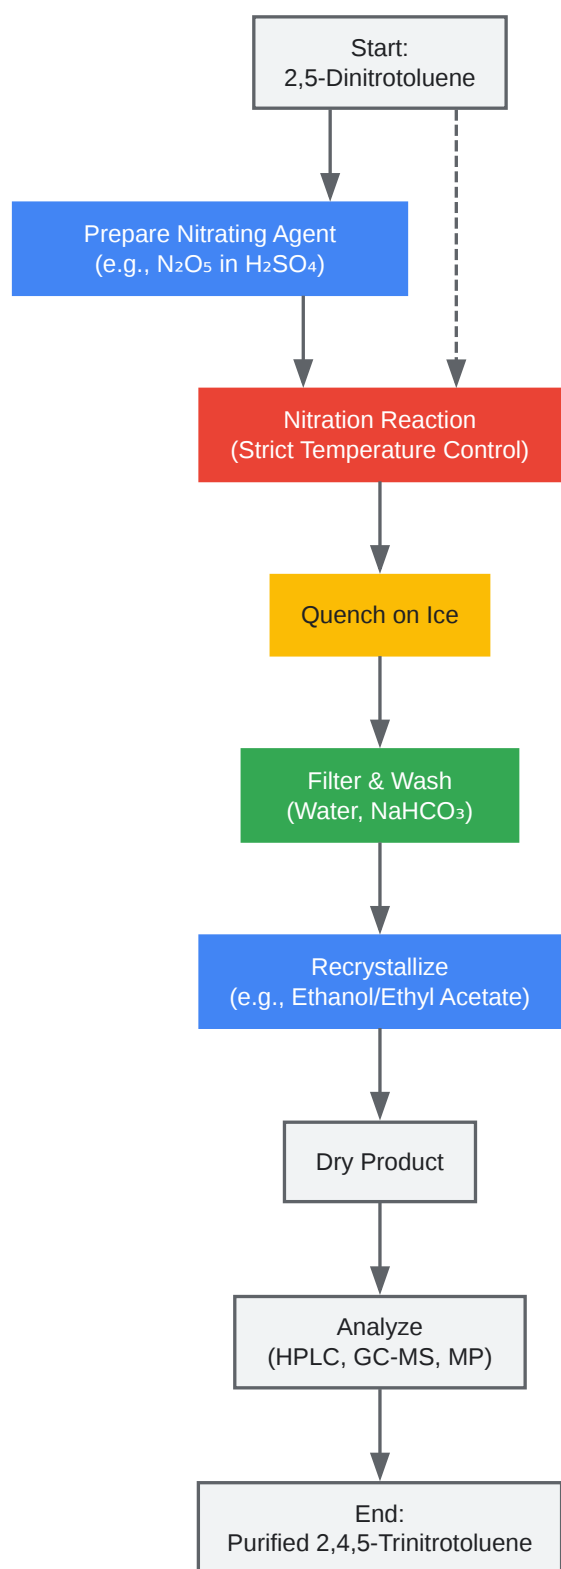 Start:
2,5-Dinitrotoluene
Prepare Nitrating Agent
(e.g., N₂O₅ in H₂SO₄)
Nitration Reaction
(Strict Temperature Control)
Quench on Ice
Filter & Wash
(Water, NaHCO₃)
Recrystallize
(e.g., Ethanol/Ethyl Acetate)
Dry Product
Analyze
(HPLC, GC-MS, MP)
End:
Purified 2,4,5-Trinitrotoluene